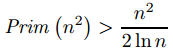 Prim (n²) > n² / 2 ln n